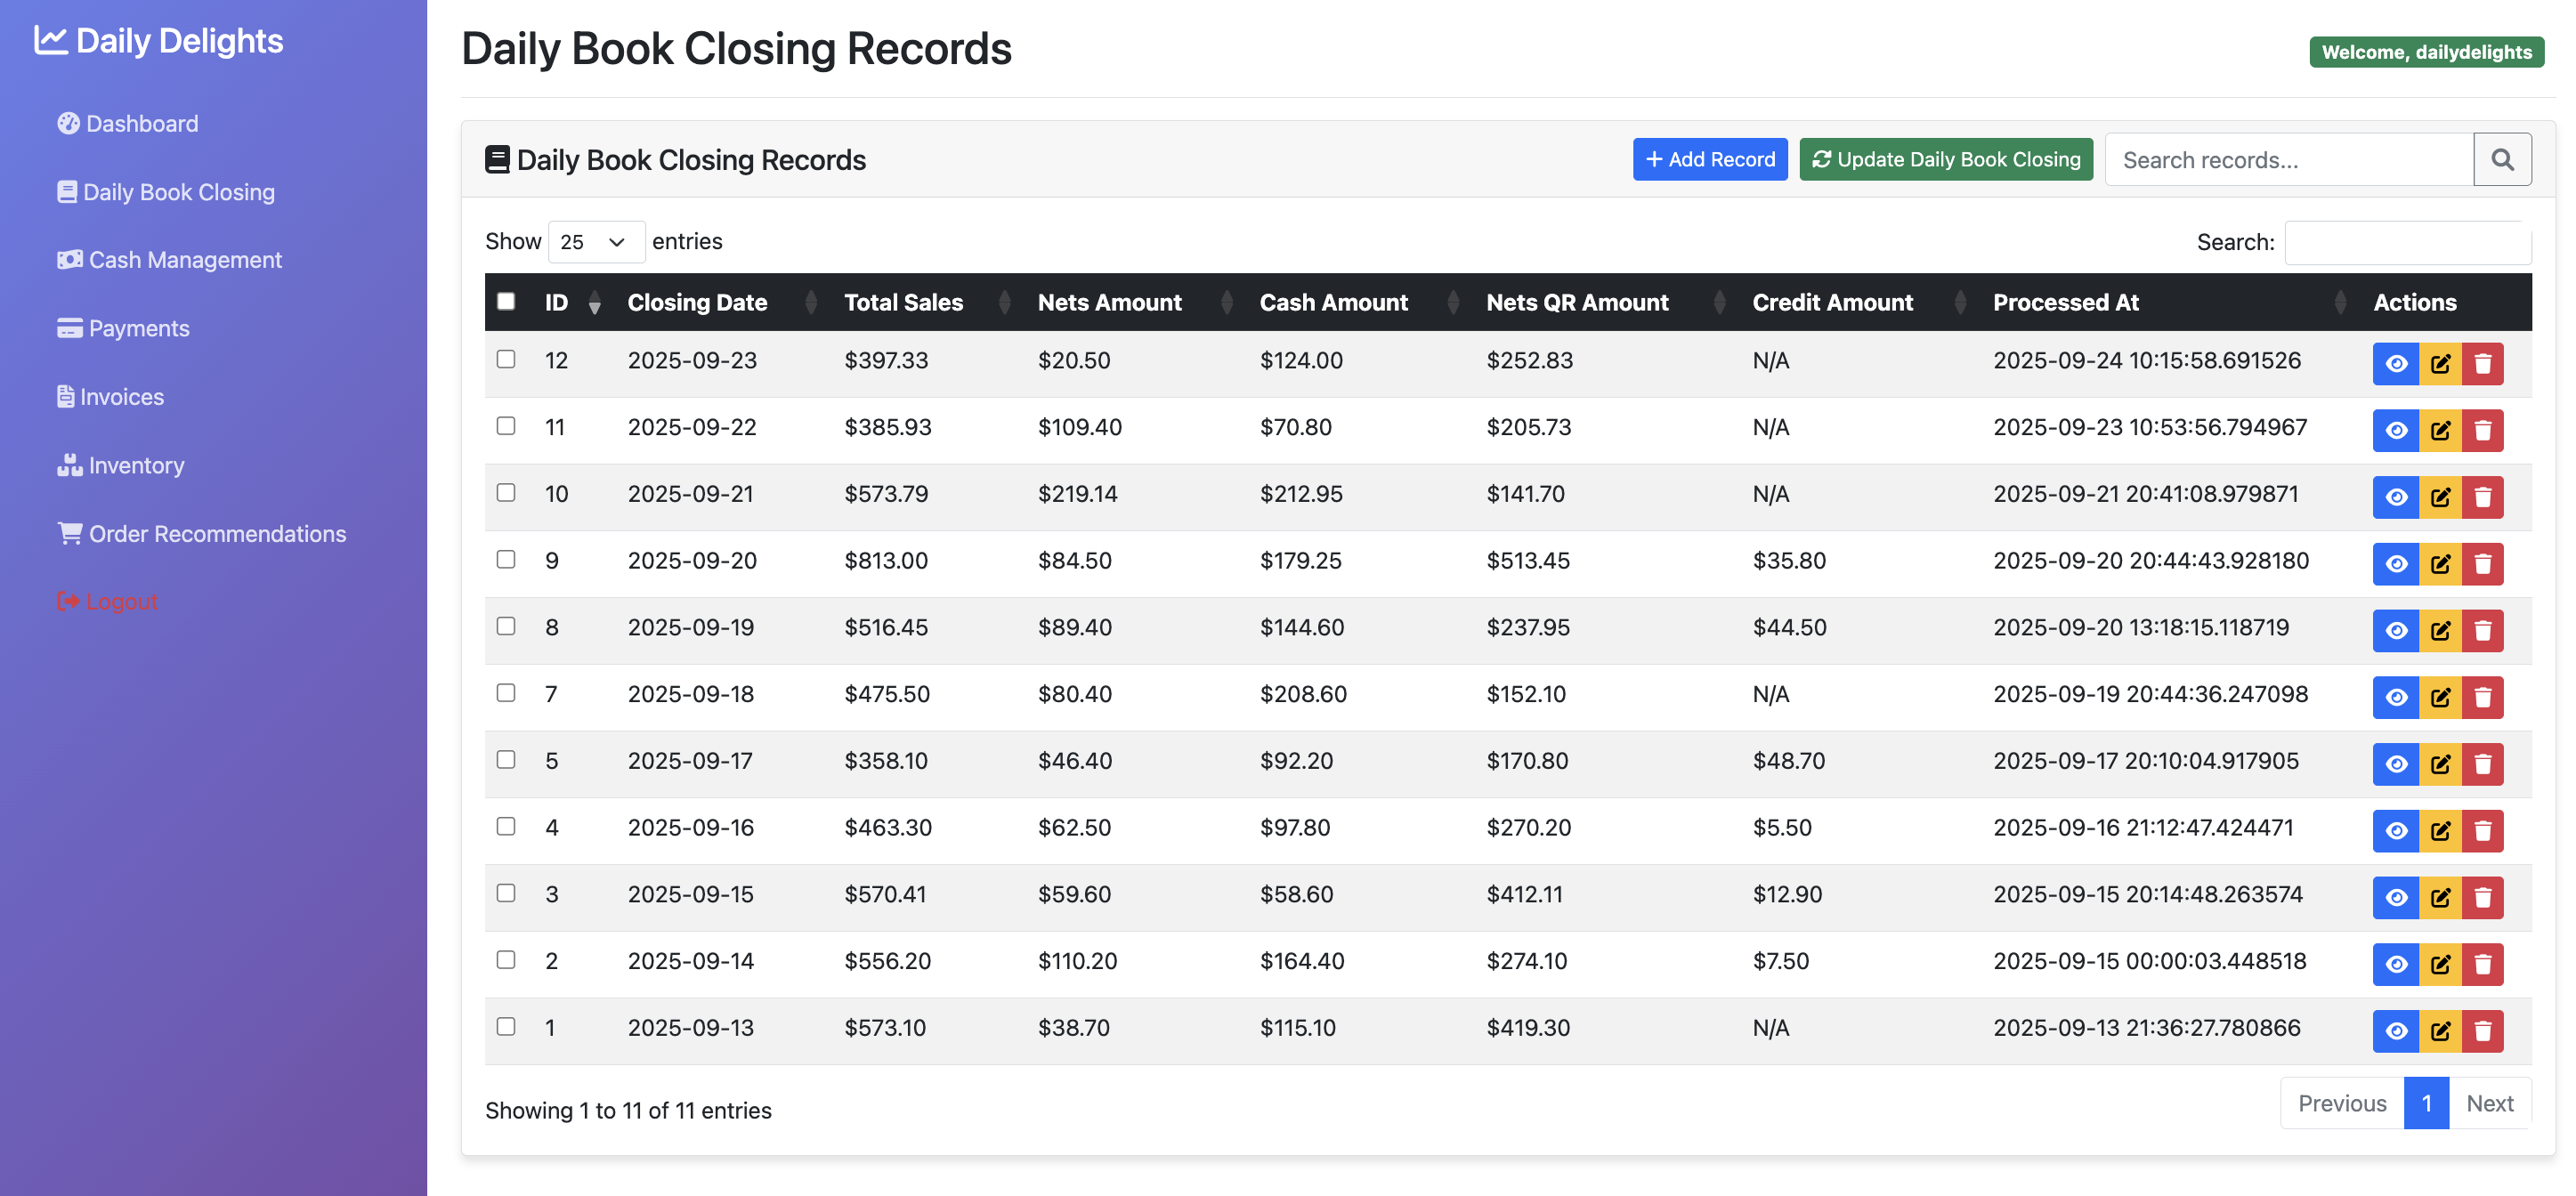 Daily Delights
Dashboard
Daily Book Closing
Cash Management
Payments
Invoices
Inventory
Order Recommendations
Logout
Daily Book Closing Records
Welcome, dailydelights
Daily Book Closing Records
+ Add Record
Update Daily Book Closing
Search records...
Show 25 entries
Search:
ID Closing Date Total Sales Nets Amount Cash Amount Nets QR Amount Credit Amount Processed At Actions
12 2025-09-23 $397.33 $20.50 $124.00 $252.83 N/A 2025-09-24 10:15:58.691526
11 2025-09-22 $385.93 $109.40 $70.80 $205.73 N/A 2025-09-23 10:53:56.794967
10 2025-09-21 $573.79 $219.14 $212.95 $141.70 N/A 2025-09-21 20:41:08.979871
9 2025-09-20 $813.00 $84.50 $179.25 $513.45 $35.80 2025-09-20 20:44:43.928180
8 2025-09-19 $516.45 $89.40 $144.60 $237.95 $44.50 2025-09-20 13:18:15.118719
7 2025-09-18 $475.50 $80.40 $208.60 $152.10 N/A 2025-09-19 20:44:36.247098
5 2025-09-17 $358.10 $46.40 $92.20 $170.80 $48.70 2025-09-17 20:10:04.917905
4 2025-09-16 $463.30 $62.50 $97.80 $270.20 $5.50 2025-09-16 21:12:47.424471
3 2025-09-15 $570.41 $59.60 $58.60 $412.11 $12.90 2025-09-15 20:14:48.263574
2 2025-09-14 $556.20 $110.20 $164.40 $274.10 $7.50 2025-09-15 00:00:03.448518
1 2025-09-13 $573.10 $38.70 $115.10 $419.30 N/A 2025-09-13 21:36:27.780866
Showing 1 to 11 of 11 entries
Previous 1 Next